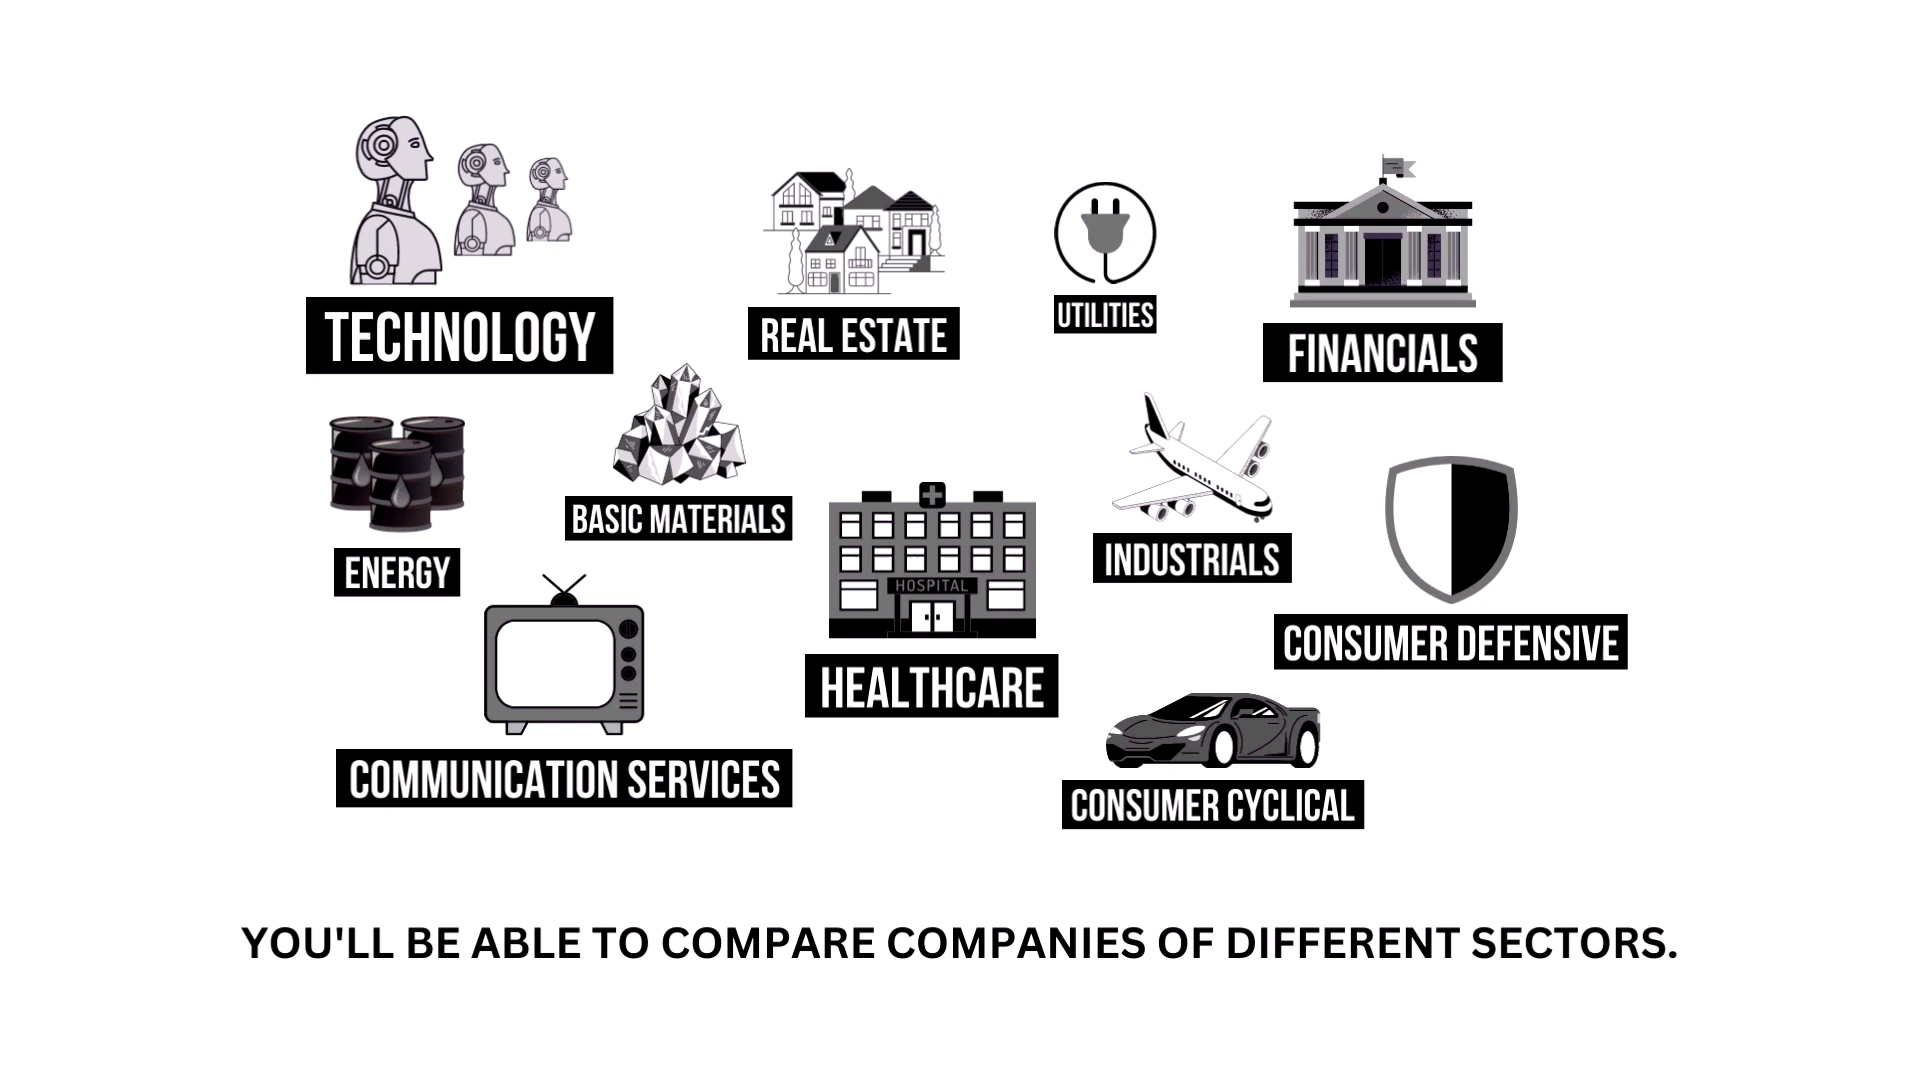 TECHNOLOGY
REAL ESTATE
UTILITIES
FINANCIALS
ENERGY
BASIC MATERIALS
HOSPITAL
HEALTHCARE
INDUSTRIALS
CONSUMER DEFENSIVE
COMMUNICATION SERVICES
CONSUMER CYCLICAL
YOU'LL BE ABLE TO COMPARE COMPANIES OF DIFFERENT SECTORS.